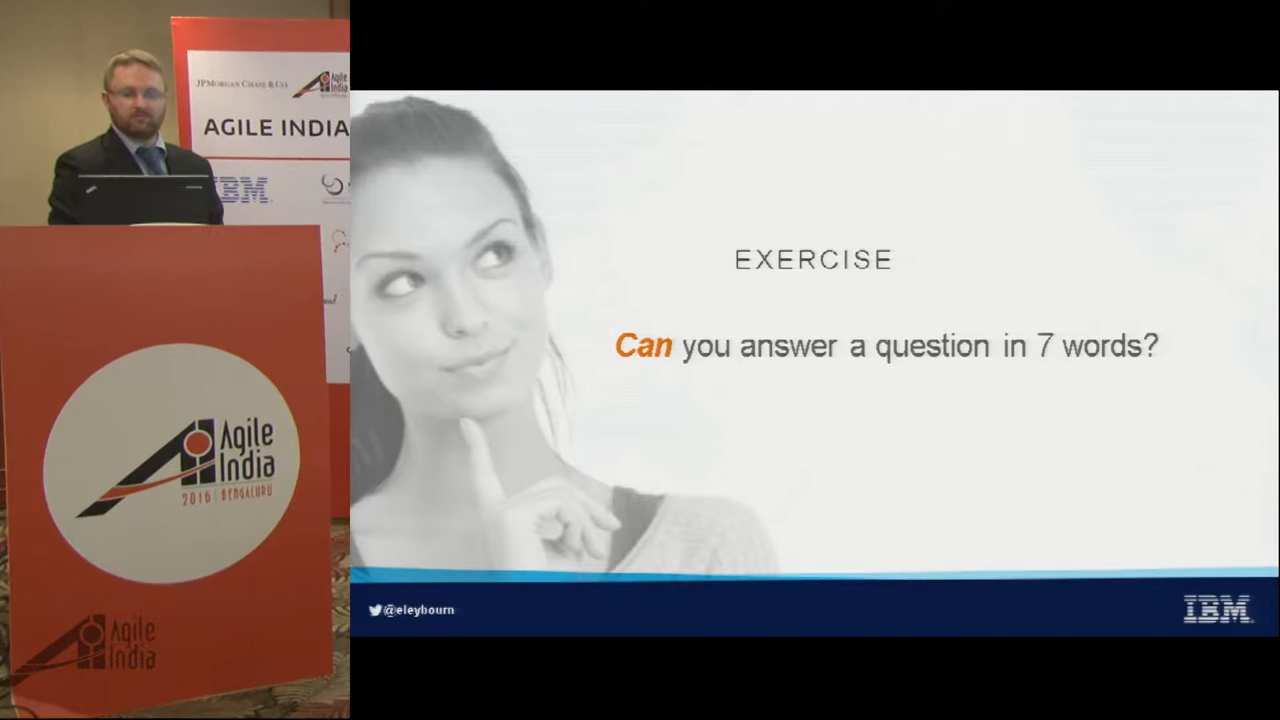 JPMORGAN CHASE & CO.
Agile
India
AGILE INDIA
IBM
Agile
India
2016 | BENGALURU
Agile
India
EXERCISE
Can you answer a question in 7 words?
@eleybourn
IBM